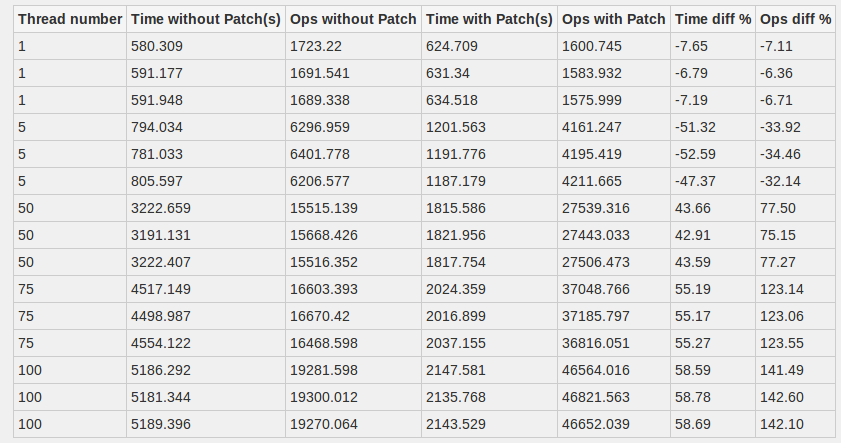 Thread number Time without Patch(s) Ops without Patch Time with Patch(s) Ops with Patch Time diff % Ops diff %
1 580.309 1723.22 624.709 1600.745 -7.65 -7.11
1 591.177 1691.541 631.34 1583.932 -6.79 -6.36
1 591.948 1689.338 634.518 1575.999 -7.19 -6.71
5 794.034 6296.959 1201.563 4161.247 -51.32 -33.92
5 781.033 6401.778 1191.776 4195.419 -52.59 -34.46
5 805.597 6206.577 1187.179 4211.665 -47.37 -32.14
50 3222.659 15515.139 1815.586 27539.316 43.66 77.50
50 3191.131 15668.426 1821.956 27443.033 42.91 75.15
50 3222.407 15516.352 1817.754 27506.473 43.59 77.27
75 4517.149 16603.393 2024.359 37048.766 55.19 123.14
75 4498.987 16670.42 2016.899 37185.797 55.17 123.06
75 4554.122 16468.598 2037.155 36816.051 55.27 123.55
100 5186.292 19281.598 2147.581 46564.016 58.59 141.49
100 5181.344 19300.012 2135.768 46821.563 58.78 142.60
100 5189.396 19270.064 2143.529 46652.039 58.69 142.10